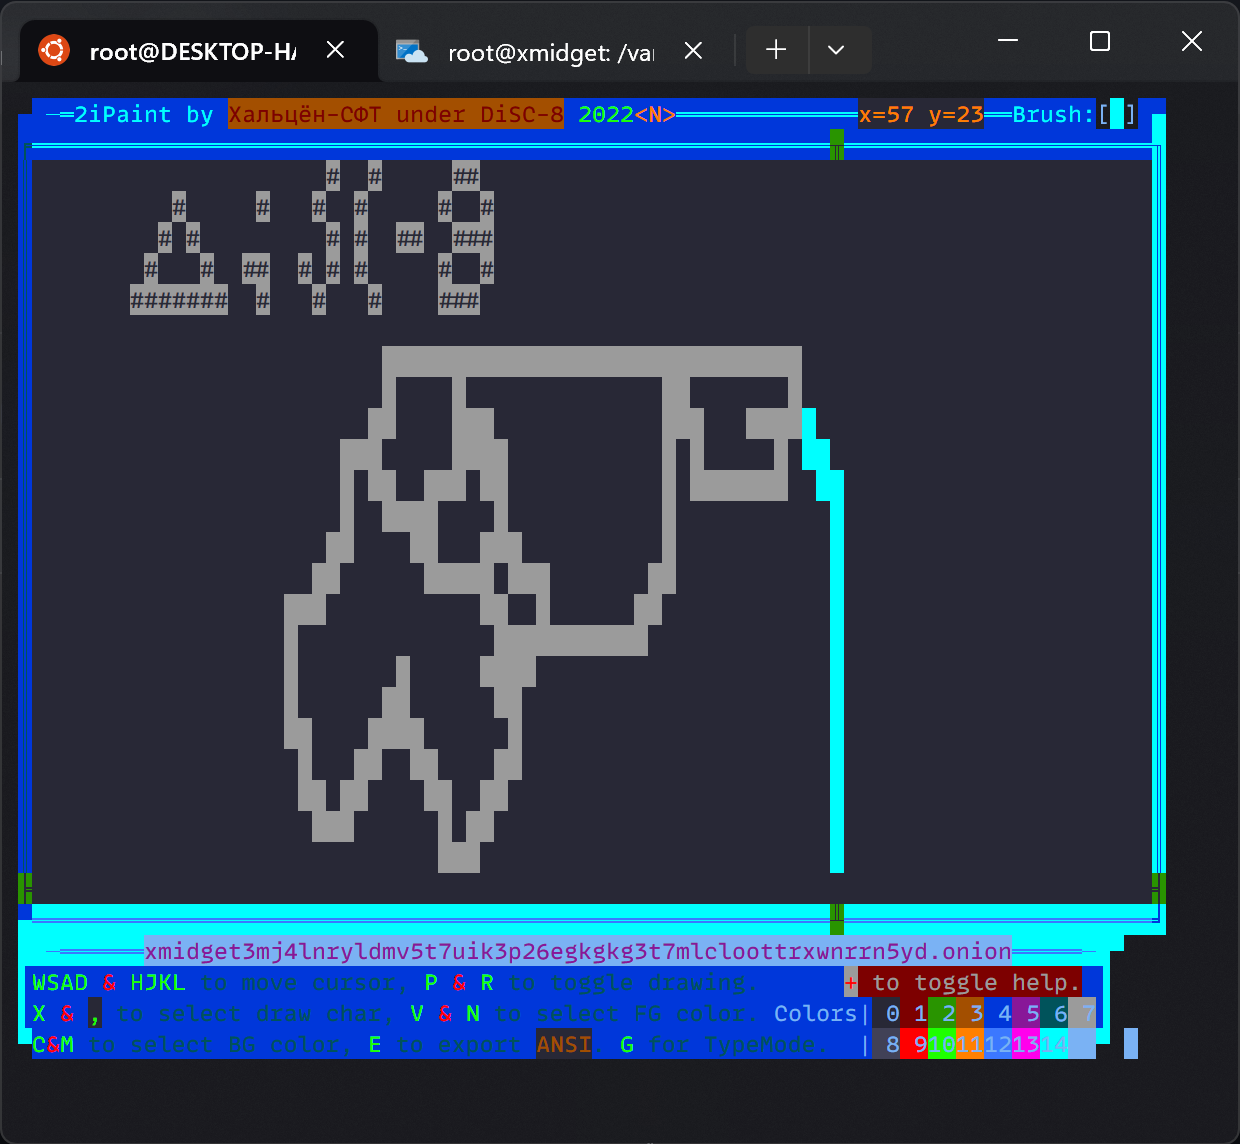 root@DESKTOP-HA
root@xmidget: /va
─═2iPaint by Хальцён-СФТ under DiSC-8 2022<N>═════════════x=57 y=23══Brush:[ ]
# # ##
# # # # # #
# # # # ## ###
# # ## # # # # #
####### # # # ###
xmidget3mj4lnryldmv5t7uik3p26egkgkg3t7mlcloottrxwnrrn5yd.onion
WSAD & HJKL to move cursor, P & R to toggle drawing. + to toggle help.
X & , to select draw char, V & N to select FG color. Colors| 0 1 2 3 4 5 6 7
C&M to select BG color, E to export ANSI. G for TypeMode. | 8 9 10 11 12 13 14